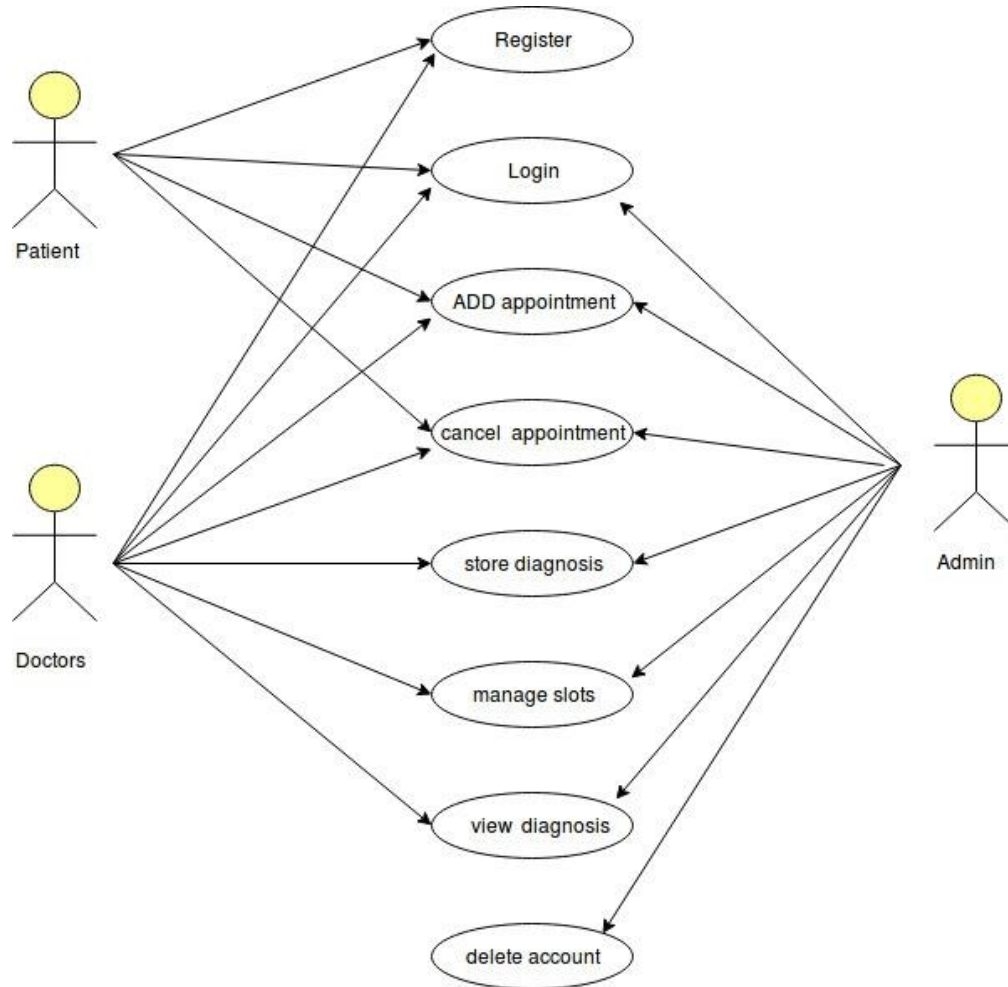 Register
Login
Patient
ADD appointment
cancel appointment
store diagnosis
Admin
Doctors
manage slots
view diagnosis
delete account